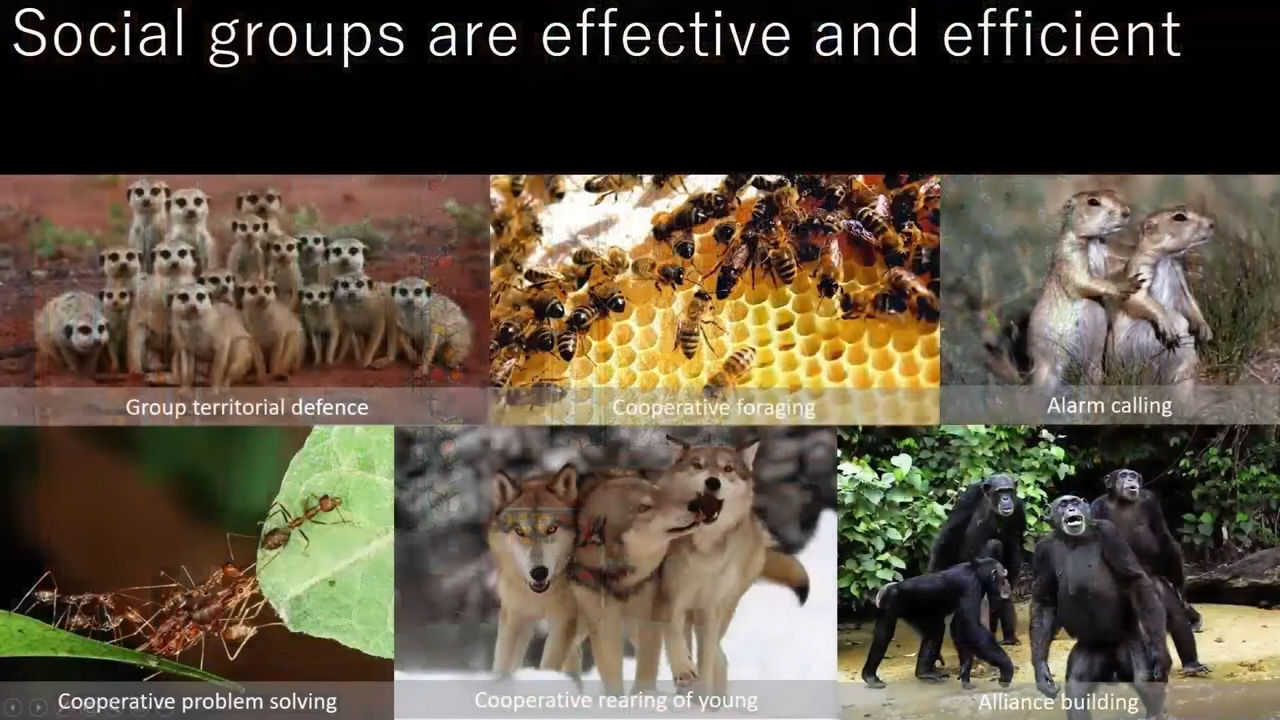 Social groups are effective and efficient
Group territorial defence
Cooperative foraging
Alarm calling
Cooperative problem solving
Cooperative rearing of young
Alliance building